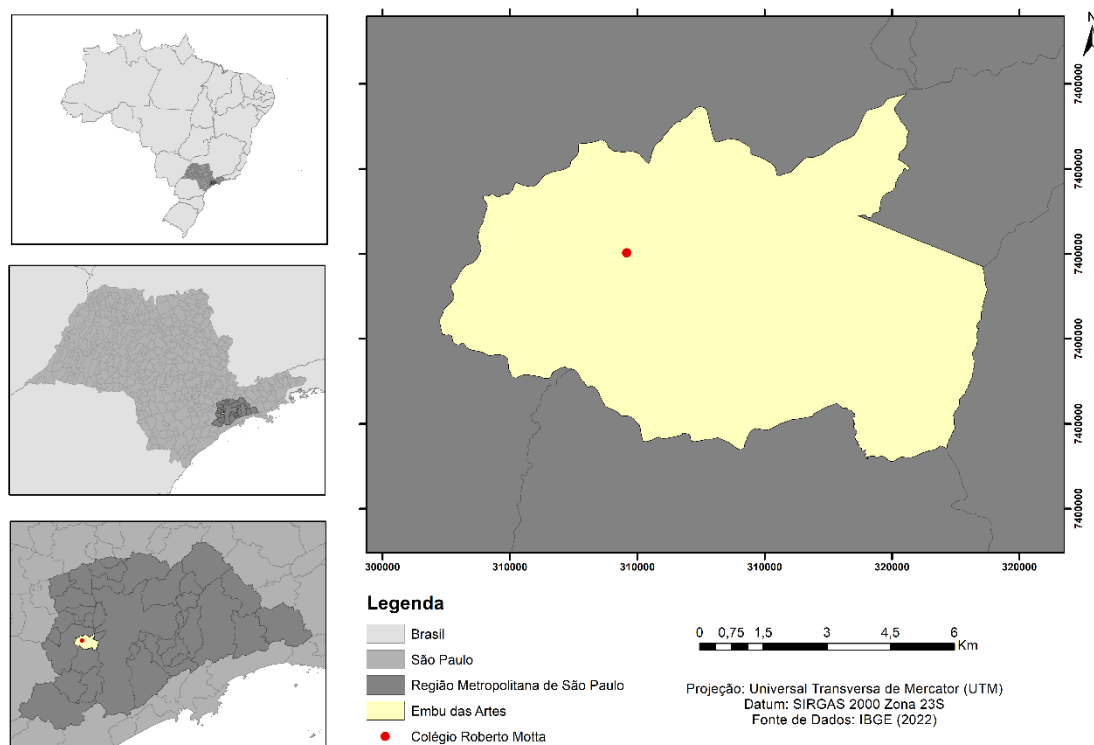 N
7400000
7400000
7400000
7400000
7400000
7400000
300000
310000
310000
310000
320000
320000
Legenda
Brasil
São Paulo
Região Metropolitana de São Paulo
Embu das Artes
Colégio Roberto Motta
0 0,75 1,5 3 4,5 6
Km
Projeção: Universal Transversa de Mercator (UTM)
Datum: SIRGAS 2000 Zona 23S
Fonte de Dados: IBGE (2022)